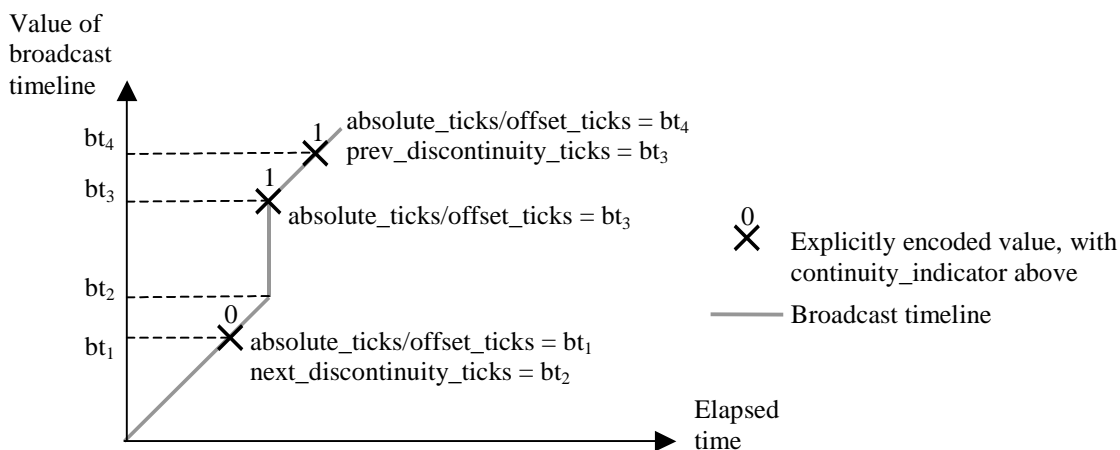 Value of
broadcast
timeline
bt4
bt3
bt2
bt1
1
absolute_ticks/offset_ticks = bt4
prev_discontinuity_ticks = bt3
1
absolute_ticks/offset_ticks = bt3
0
absolute_ticks/offset_ticks = bt1
next_discontinuity_ticks = bt2
0
Explicitly encoded value, with
continuity_indicator above
Broadcast timeline
Elapsed
time